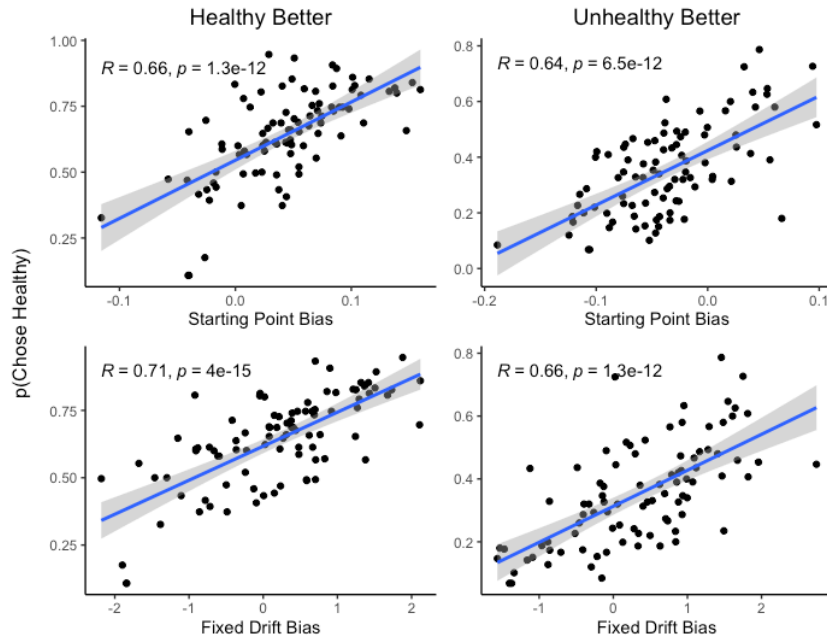 Healthy Better
Unhealthy Better
p(Chose Healthy)
R = 0.66, p = 1.3e-12
1.00
0.75
0.50
0.25
-0.1
0.0
0.1
Starting Point Bias
R = 0.64, p = 6.5e-12
0.8
0.6
0.4
0.2
0.0
-0.2
-0.1
0.0
0.1
Starting Point Bias
R = 0.71, p = 4e-15
0.75
0.50
0.25
-2
-1
0
1
2
Fixed Drift Bias
R = 0.66, p = 1.3e-12
0.8
0.6
0.4
0.2
-1
0
1
2
Fixed Drift Bias